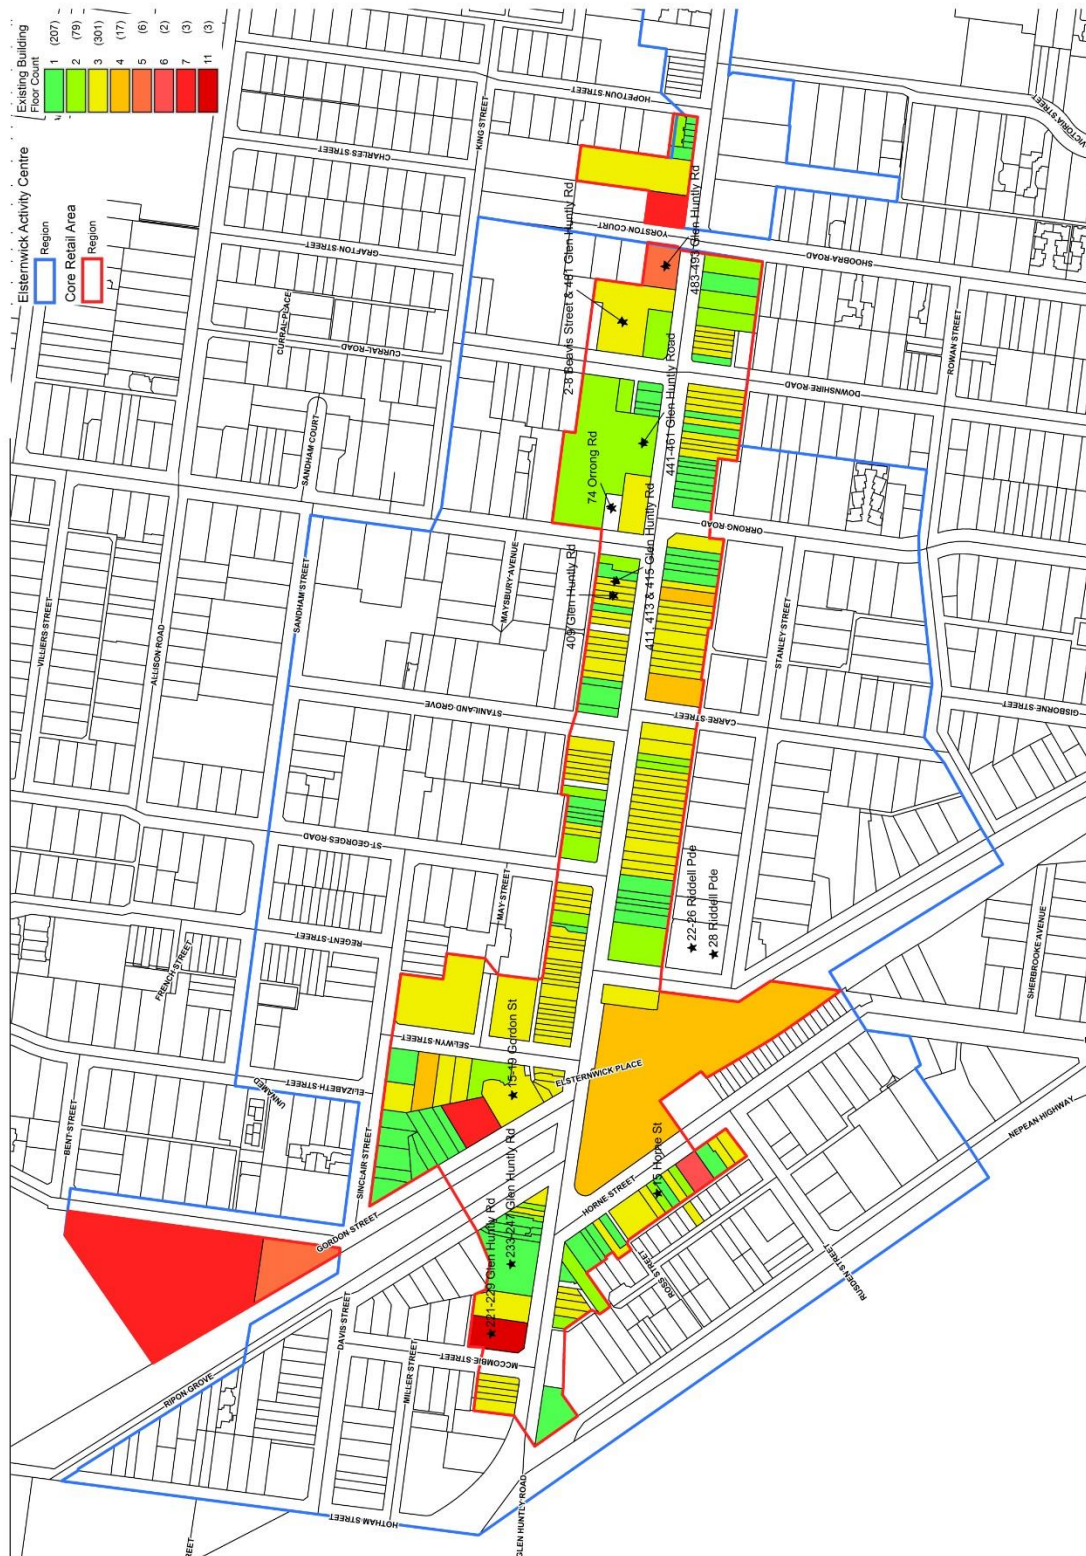 Elsternwick Activity Centre
Region
Core Retail Area
Region
Existing Building
Floor Count
1 (207)
2 (79)
3 (301)
4 (17)
5 (6)
6 (2)
7 (3)
11 (3)
VILLIERS STREET
ALLISON ROAD
SANDHAM STREET
SANDHAM COURT
CURRAL PLACE
CURRAL ROAD
GRAFTON STREET
CHARLES STREET
KING STREET
HOPETOUN STREET
YORSTON COURT
SHOOBRA ROAD
VICTORIA STREET
ROWAN STREET
DOWNSHIRE ROAD
ORRONG ROAD
MAYSBURY AVENUE
STANILAND GROVE
STANLEY STREET
CARRE STREET
GISBORNE STREET
ST GEORGES ROAD
MAY STREET
REGENT STREET
FRENCH STREET
SELWYN STREET
ELIZABETH STREET
UNNAMED
BENT STREET
SINCLAIR STREET
GORDON STREET
ELSTERNWICK PLACE
SHERBROOKE AVENUE
NEPEAN HIGHWAY
HORNE STREET
ROSS STREET
RUSDEN STREET
DAVIS STREET
MILLER STREET
MCCOMBIE STREET
RIPON GROVE
HOTHAM STREET
GLEN HUNTLY ROAD
REET
2-8 Beavis Street & 461 Glen Huntly Rd
483-493 Glen Huntly Rd
441-461 Glen Huntly Road
74 Orrong Rd
409 Glen Huntly Rd
411, 413 & 415 Glen Huntly Rd
22-26 Riddell Pde
28 Riddell Pde
15-19 Gordon St
15 Horne St
221-229 Glen Huntly Rd
233-247 Glen Huntly Rd